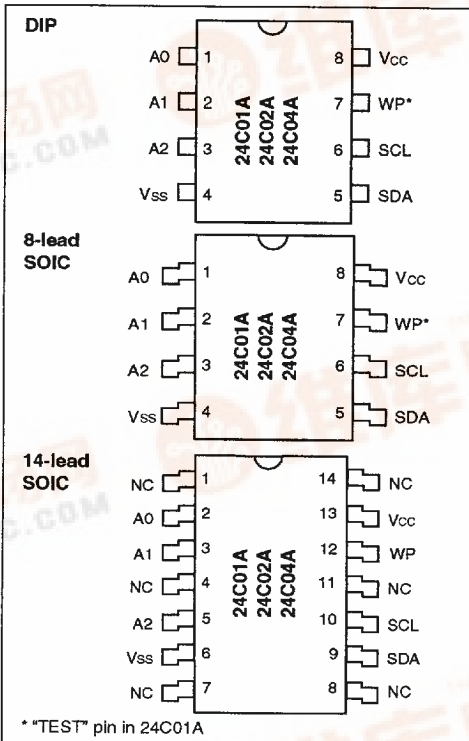 DIP
A0 1 8 Vcc
A1 2 7 WP*
A2 3 6 SCL
Vss 4 5 SDA
24C01A
24C02A
24C04A
8-lead
SOIC
A0 1 8 Vcc
A1 2 7 WP*
A2 3 6 SCL
Vss 4 5 SDA
24C01A
24C02A
24C04A
14-lead
SOIC
NC 1 14 NC
A0 2 13 Vcc
A1 3 12 WP
NC 4 11 NC
A2 5 10 SCL
Vss 6 9 SDA
NC 7 8 NC
24C01A
24C02A
24C04A
* "TEST" pin in 24C01A